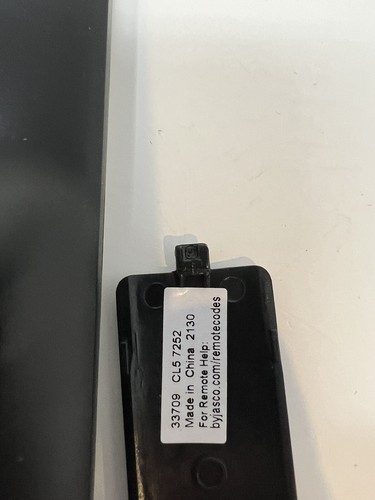 33709 CL5 7252
Made in China 2130
For Remote Help:
byjasco.com/remotecodes